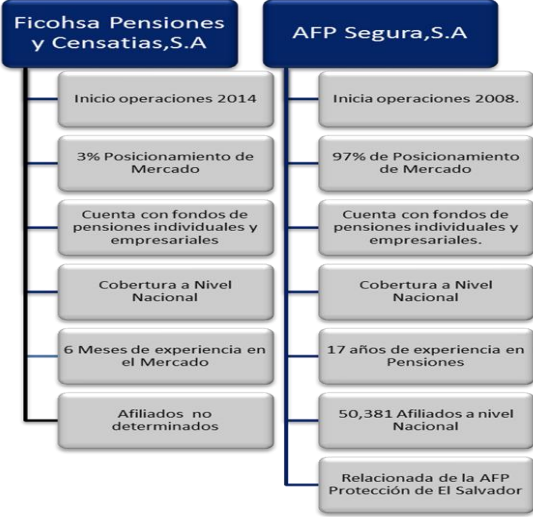 Ficohsa Pensiones
y Censatias,S.A
Inicio operaciones 2014
3% Posicionamiento de
Mercado
Cuenta con fondos de
pensiones individuales y
empresariales
Cobertura a Nivel
Nacional
6 Meses de experiencia en
el Mercado
Afiliados no
determinados
AFP Segura,S.A
Inicia operaciones 2008.
97% de Posicionamiento
de Mercado
Cuenta con fondos de
pensiones individuales y
empresariales.
Cobertura a Nivel
Nacional
17 años de experiencia en
Pensiones
50,381 Afiliados a nivel
Nacional
Relacionada de la AFP
Protección de El Salvador